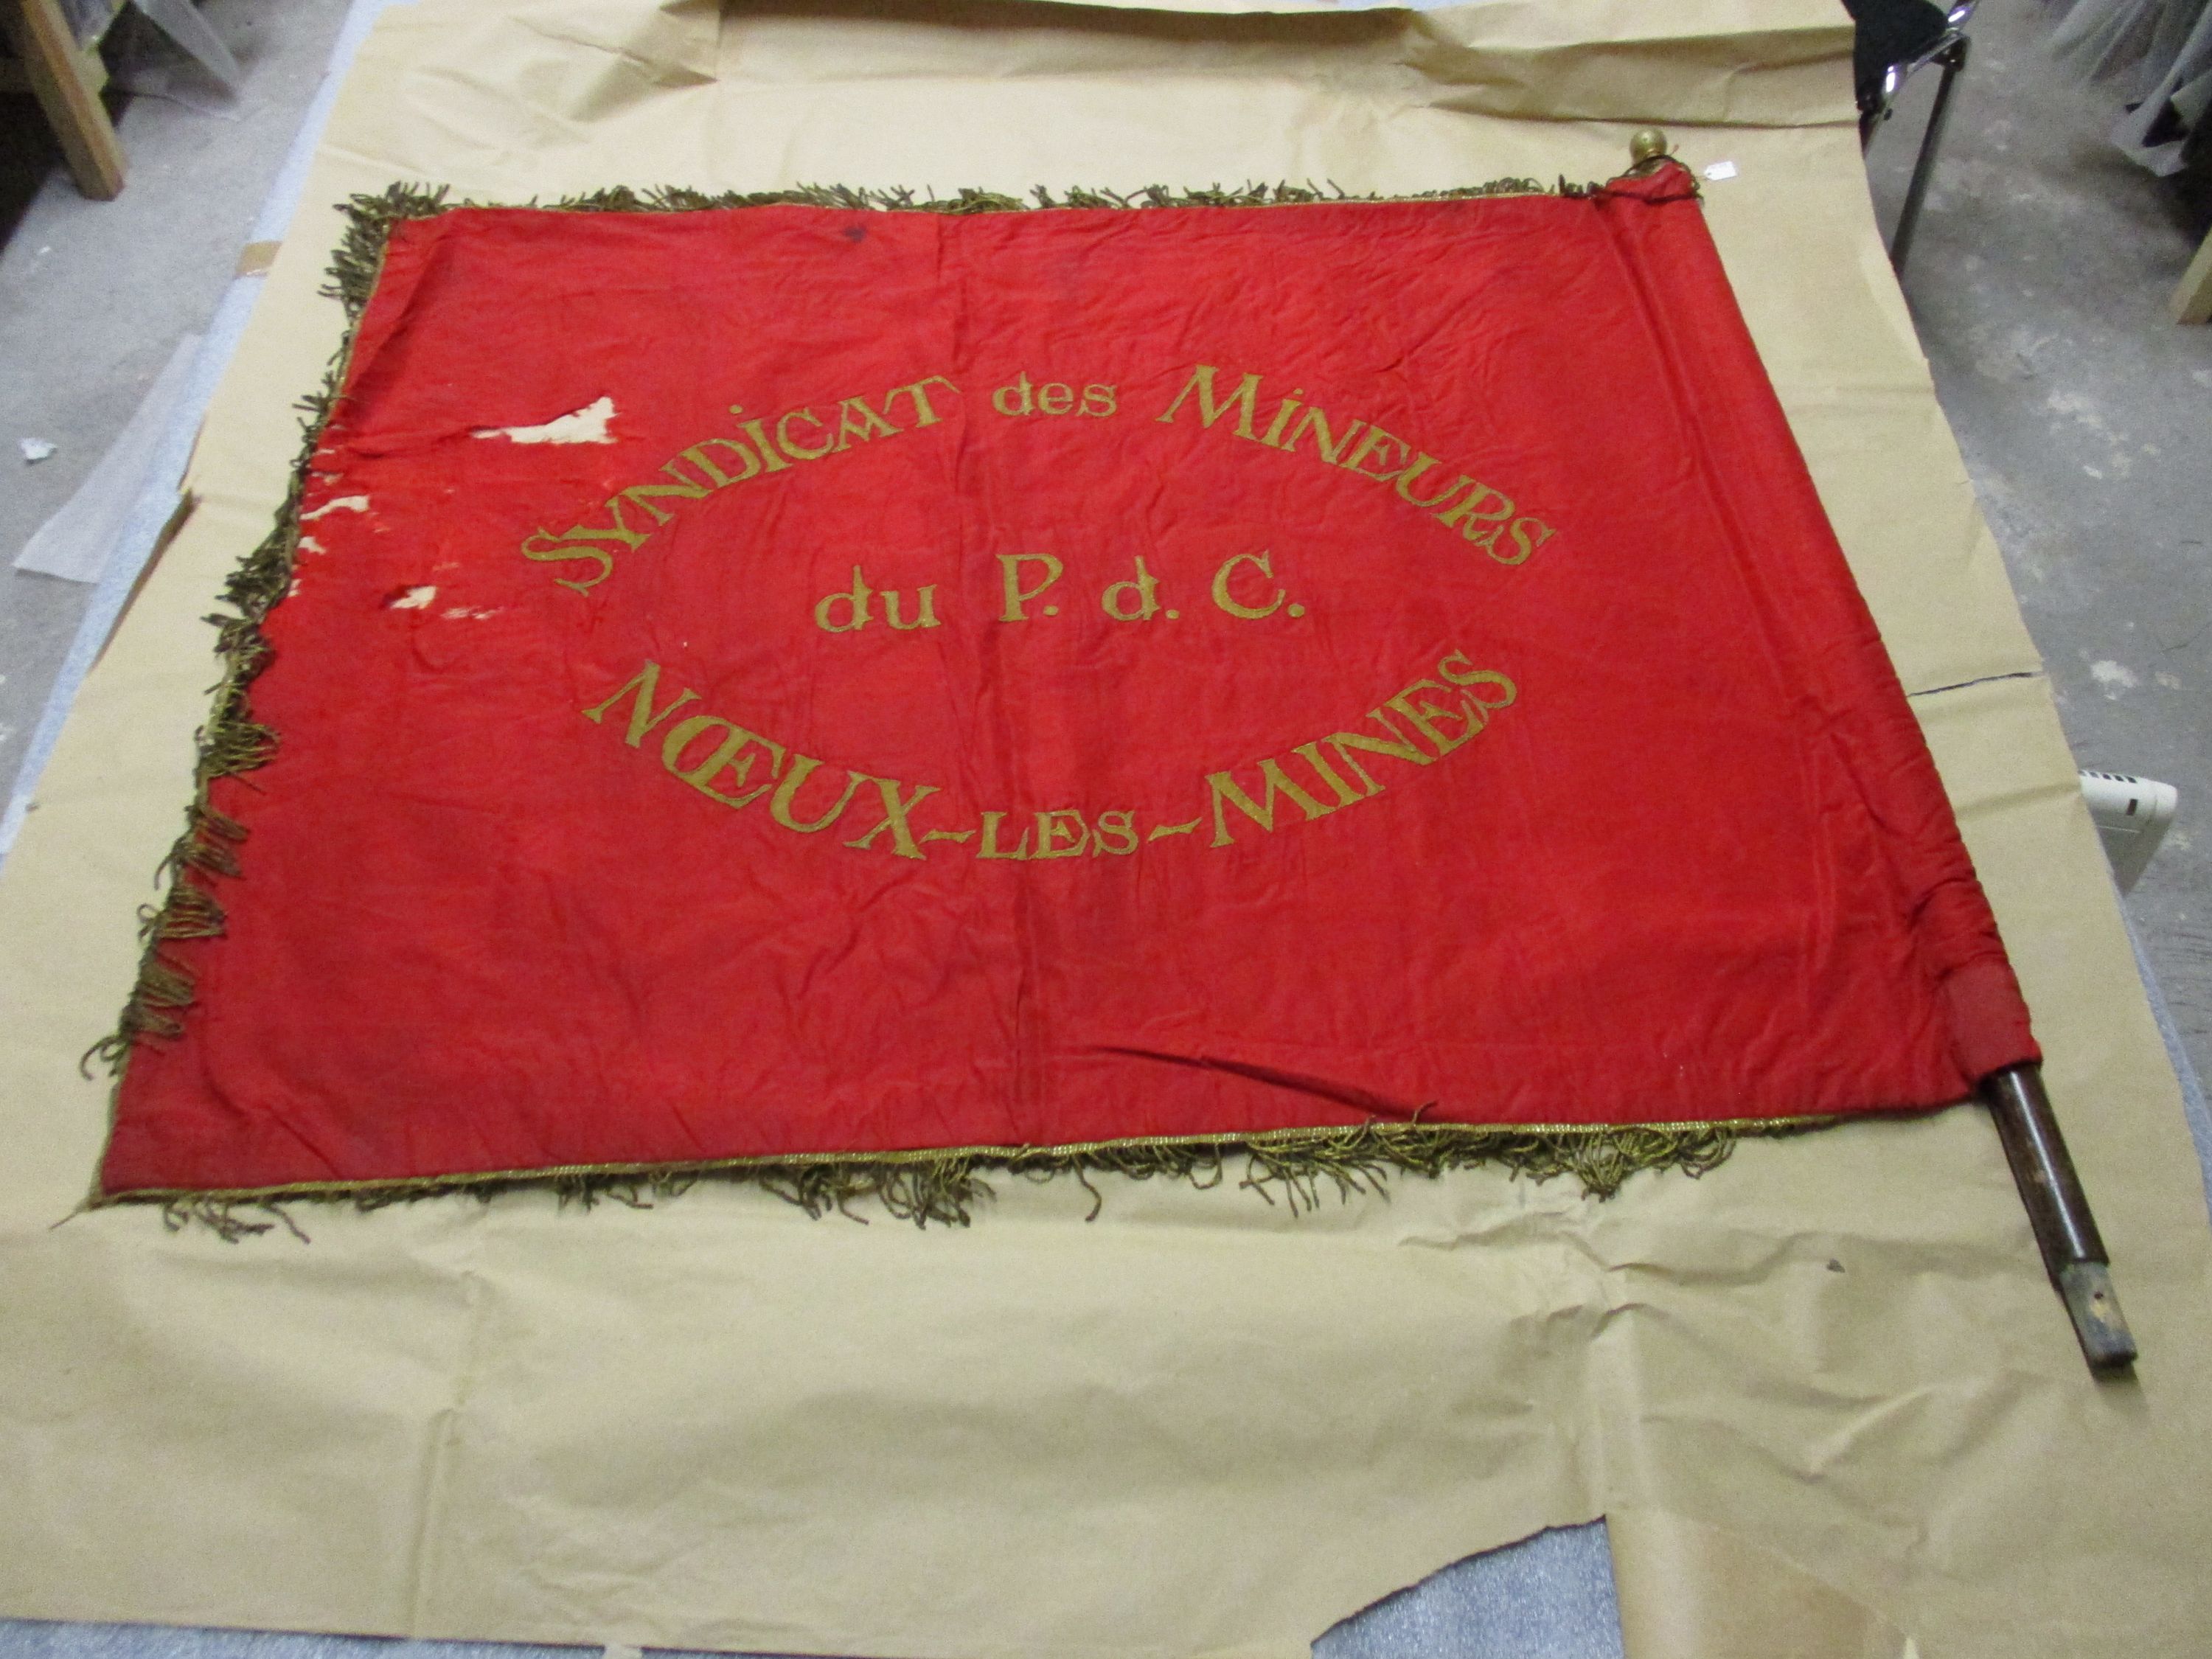 SYNDiCAT des MiNEURS
du P. d. C.
NŒUX-LES-MINES